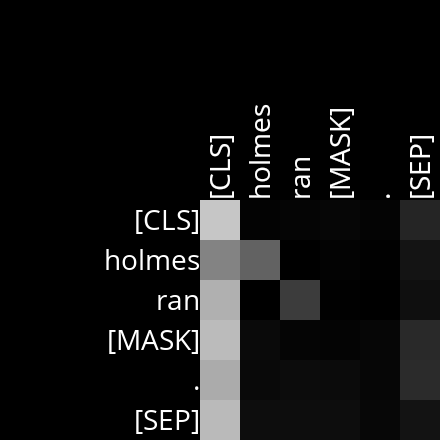 [CLS] holmes ran [MASK] . [SEP]
[CLS]
holmes
ran
[MASK]
.
[SEP]